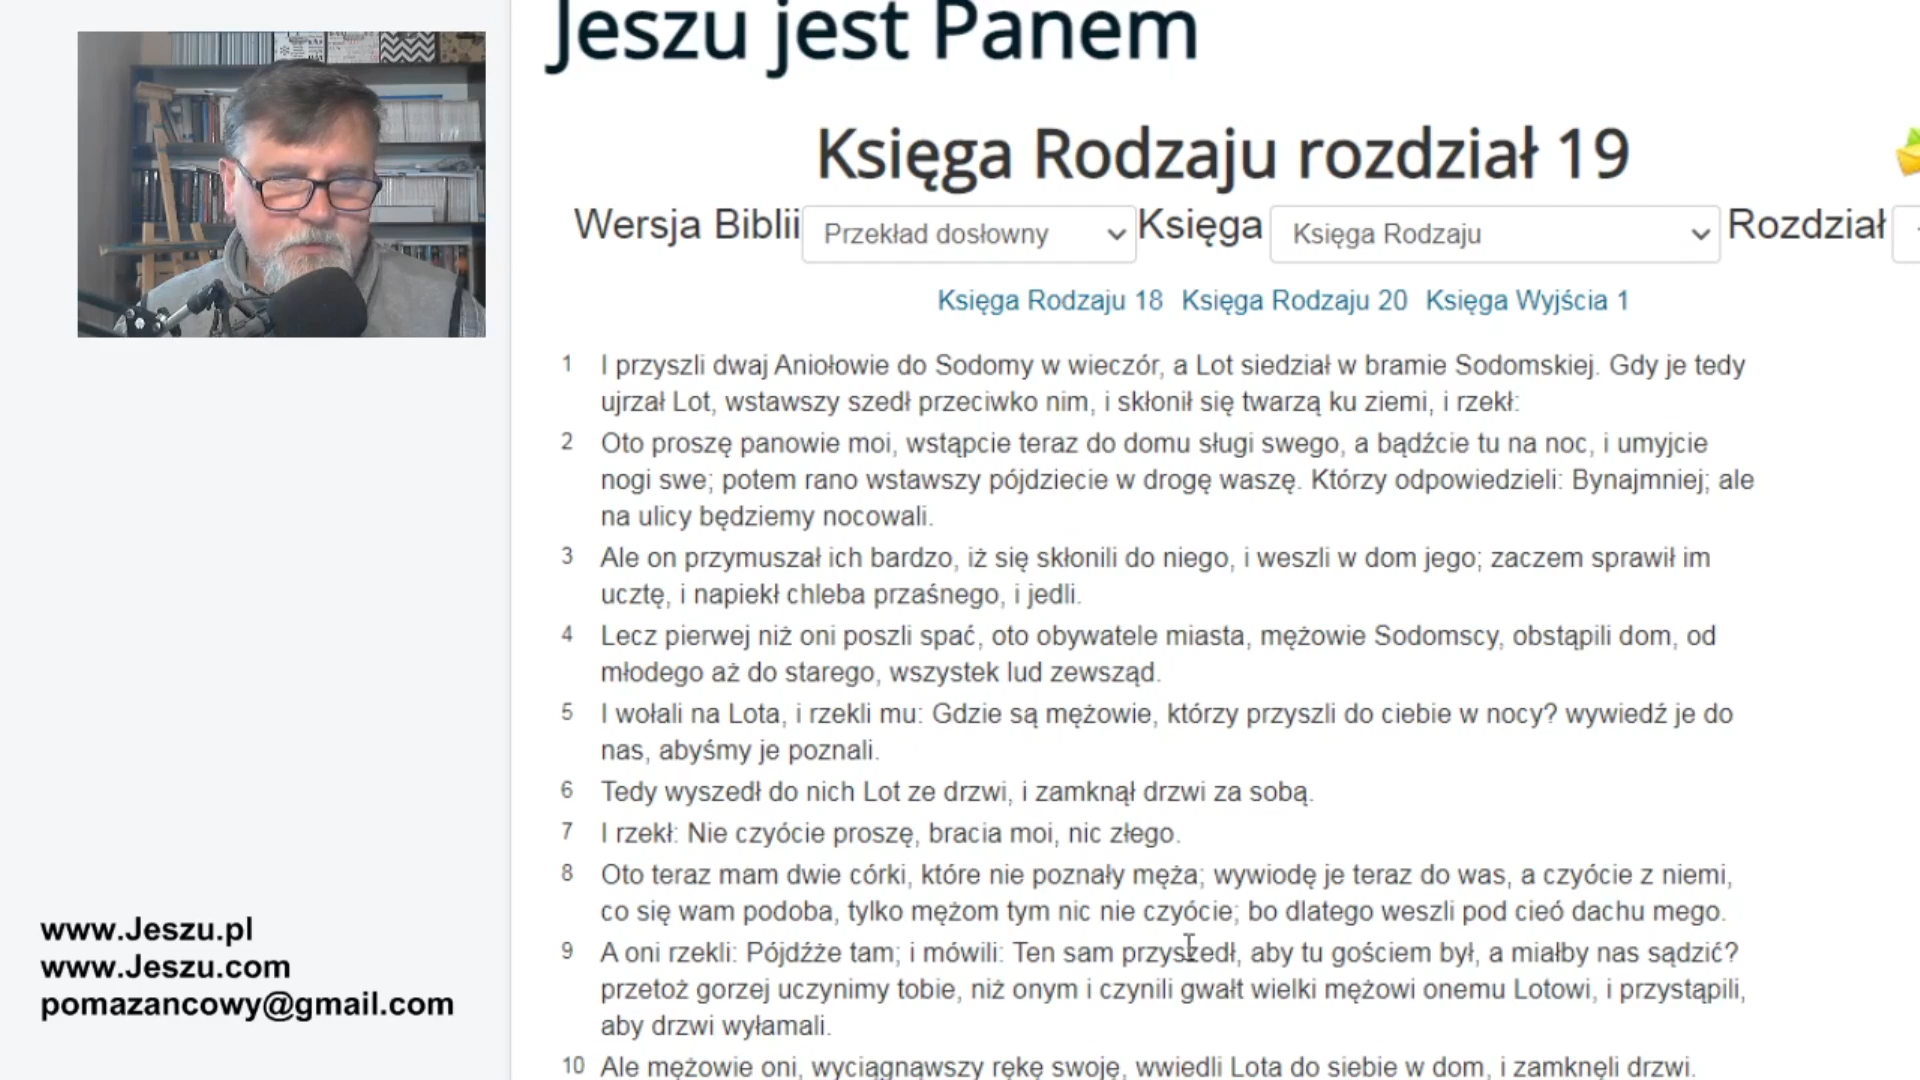 Jeszu jest Panem
Księga Rodzaju rozdział 19
Wersja Biblii Przekład dosłowny Księga Księga Rodzaju Rozdział
Księga Rodzaju 18 Księga Rodzaju 20 Księga Wyjścia 1
1 I przyszli dwaj Aniołowie do Sodomy w wieczór, a Lot siedział w bramie Sodomskiej. Gdy je tedy
ujrzał Lot, wstawszy szedł przeciwko nim, i skłonił się twarzą ku ziemi, i rzekł:
2 Oto proszę panowie moi, wstąpcie teraz do domu sługi swego, a bądźcie tu na noc, i umyjcie
nogi swe; potem rano wstawszy pójdziecie w drogę waszę. Którzy odpowiedzieli: Bynajmniej; ale
na ulicy będziemy nocowali.
3 Ale on przymuszał ich bardzo, iż się skłonili do niego, i weszli w dom jego; zaczem sprawił im
ucztę, i napiekł chleba przaśnego, i jedli.
4 Lecz pierwej niż oni poszli spać, oto obywatele miasta, mężowie Sodomscy, obstąpili dom, od
młodego aż do starego, wszystek lud zewsząd.
5 I wołali na Lota, i rzekli mu: Gdzie są mężowie, którzy przyszli do ciebie w nocy? wywiedź je do
nas, abyśmy je poznali.
6 Tedy wyszedł do nich Lot ze drzwi, i zamknął drzwi za sobą.
7 I rzekł: Nie czyócie proszę, bracia moi, nic złego.
8 Oto teraz mam dwie córki, które nie poznały męża; wywiodę je teraz do was, a czyócie z niemi,
co się wam podoba, tylko mężom tym nic nie czyócie; bo dlatego weszli pod cieó dachu mego.
9 A oni rzekli: Pójdźże tam; i mówili: Ten sam przyszedł, aby tu gościem był, a miałby nas sądzić?
przetoż gorzej uczynimy tobie, niż onym i czynili gwałt wielki mężowi onemu Lotowi, i przystąpili,
aby drzwi wyłamali.
10 Ale mężowie oni, wyciągnąwszy rękę swoję, wwiedli Lota do siebie w dom, i zamknęli drzwi.
www.Jeszu.pl
www.Jeszu.com
pomazancowy@gmail.com